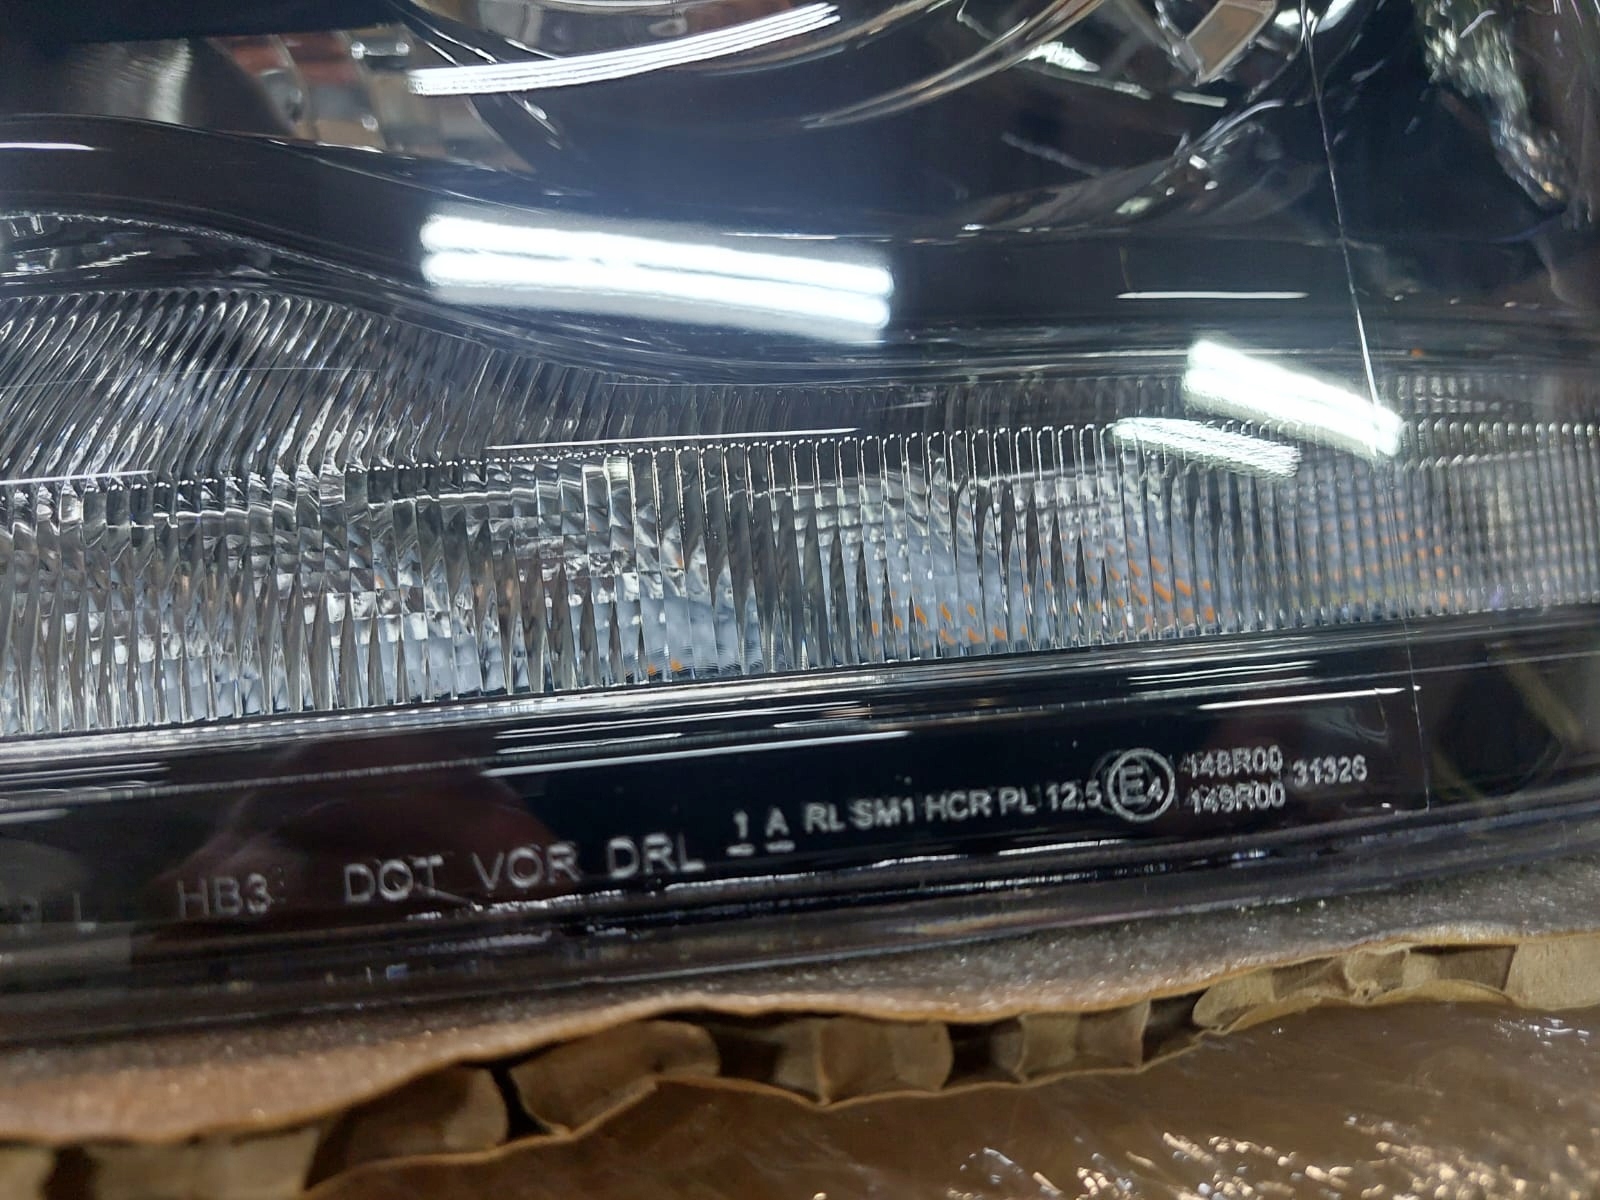 HB3 DOT VOR DRL 1 A RL SM1 HCR PL 12.5 E4 148R00 31326
149R00